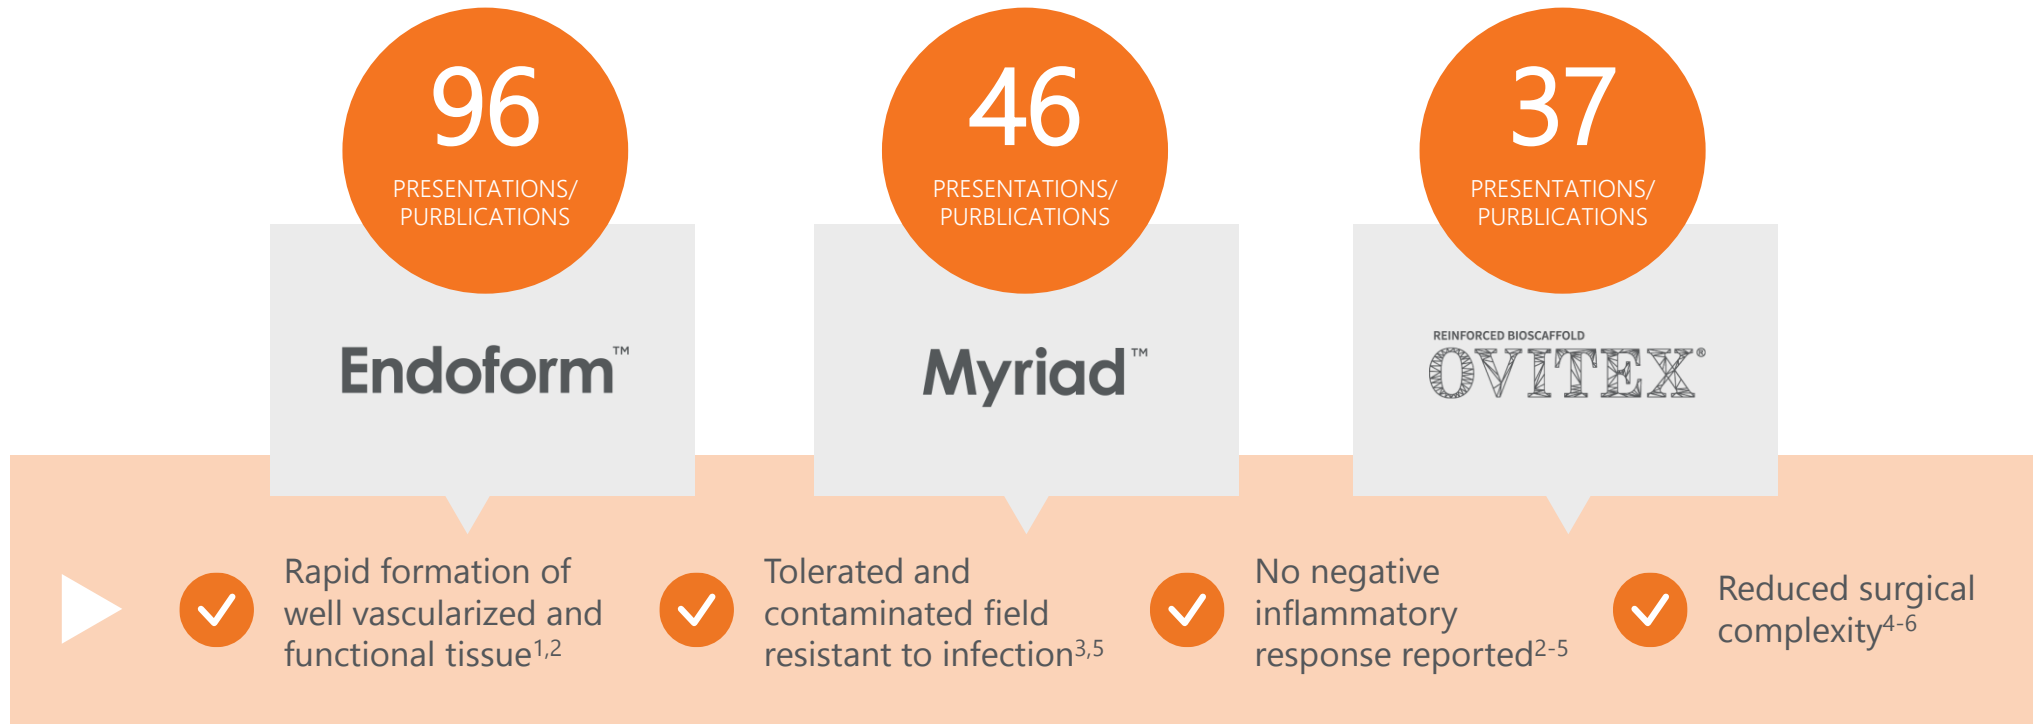 96
PRESENTATIONS/
PURBLICATIONS
Endoform™
46
PRESENTATIONS/
PURBLICATIONS
Myriad™
37
PRESENTATIONS/
PURBLICATIONS
REINFORCED BIOSCAFFOLD
OVITEX®
Rapid formation of
well vascularized and
functional tissue1,2
Tolerated and
contaminated field
resistant to infection3,5
No negative
inflammatory
response reported2-5
Reduced surgical
complexity4-6